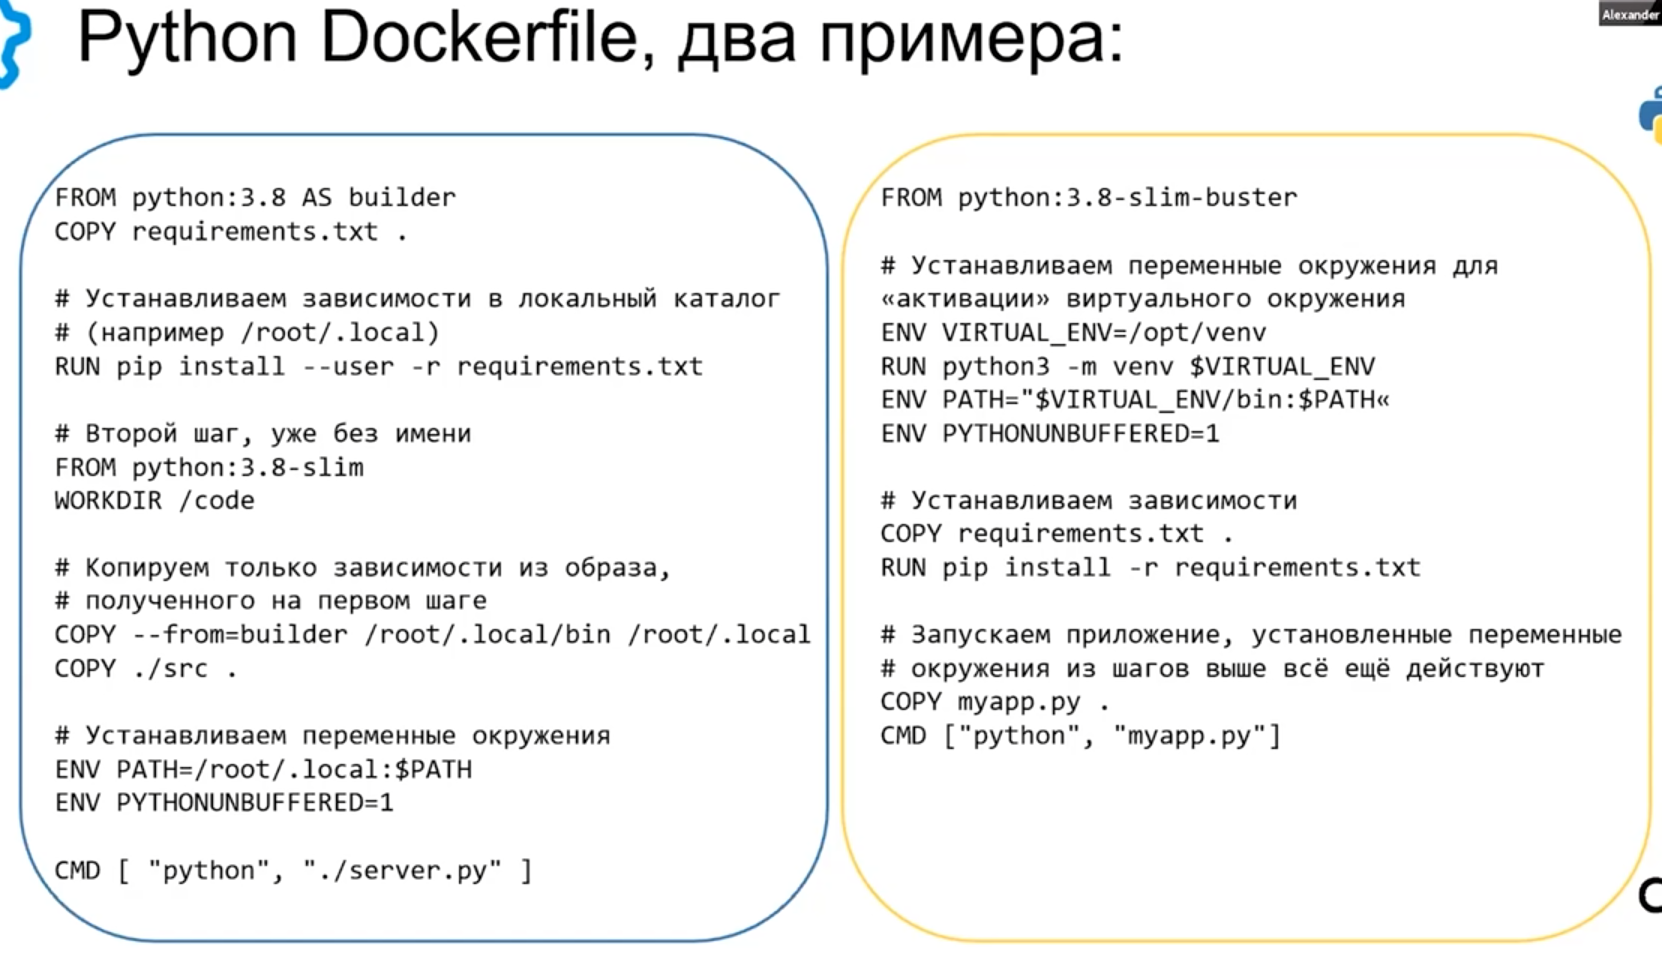 Python Dockerfile, два примера:
Alexander
FROM python:3.8 AS builder
COPY requirements.txt .
# Устанавливаем зависимости в локальный каталог
# (например /root/.local)
RUN pip install --user -r requirements.txt
# Второй шаг, уже без имени
FROM python:3.8-slim
WORKDIR /code
# Копируем только зависимости из образа,
# полученного на первом шаге
COPY --from=builder /root/.local/bin /root/.local
COPY ./src .
# Устанавливаем переменные окружения
ENV PATH=/root/.local:$PATH
ENV PYTHONUNBUFFERED=1
CMD [ "python", "./server.py" ]
FROM python:3.8-slim-buster
# Устанавливаем переменные окружения для
«активации» виртуального окружения
ENV VIRTUAL_ENV=/opt/venv
RUN python3 -m venv $VIRTUAL_ENV
ENV PATH="$VIRTUAL_ENV/bin:$PATH«
ENV PYTHONUNBUFFERED=1
# Устанавливаем зависимости
COPY requirements.txt .
RUN pip install -r requirements.txt
# Запускаем приложение, установленные переменные
# окружения из шагов выше всё ещё действуют
COPY myapp.py .
CMD ["python", "myapp.py"]